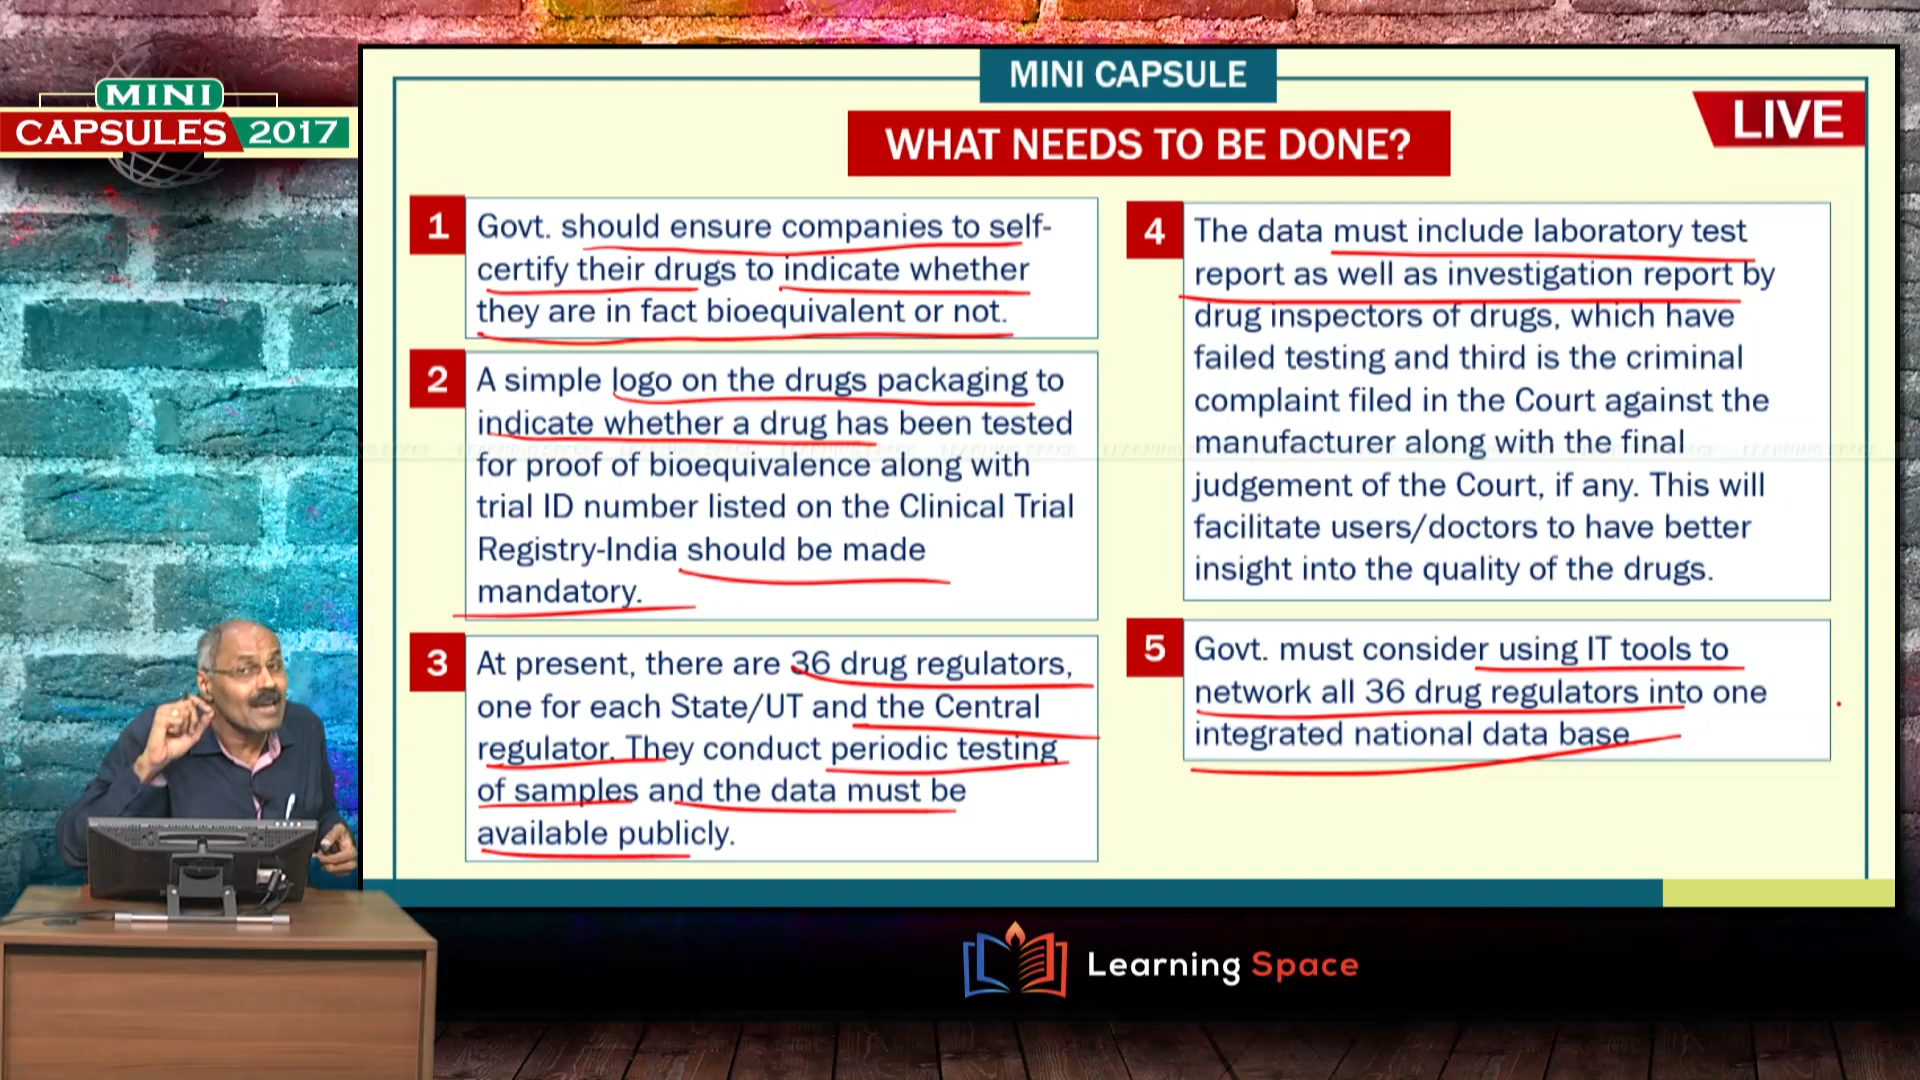 MINI
CAPSULES 2017
MINI CAPSULE
LIVE
WHAT NEEDS TO BE DONE?
1
Govt. should ensure companies to self-
certify their drugs to indicate whether
they are in fact bioequivalent or not.
2
A simple logo on the drugs packaging to
indicate whether a drug has been tested
for proof of bioequivalence along with
trial ID number listed on the Clinical Trial
Registry-India should be made
mandatory.
3
At present, there are 36 drug regulators,
one for each State/UT and the Central
regulator. They conduct periodic testing
of samples and the data must be
available publicly.
4
The data must include laboratory test
report as well as investigation report by
drug inspectors of drugs, which have
failed testing and third is the criminal
complaint filed in the Court against the
manufacturer along with the final
judgement of the Court, if any. This will
facilitate users/doctors to have better
insight into the quality of the drugs.
5
Govt. must consider using IT tools to
network all 36 drug regulators into one
integrated national data base
LEARNING SPACE
Learning Space